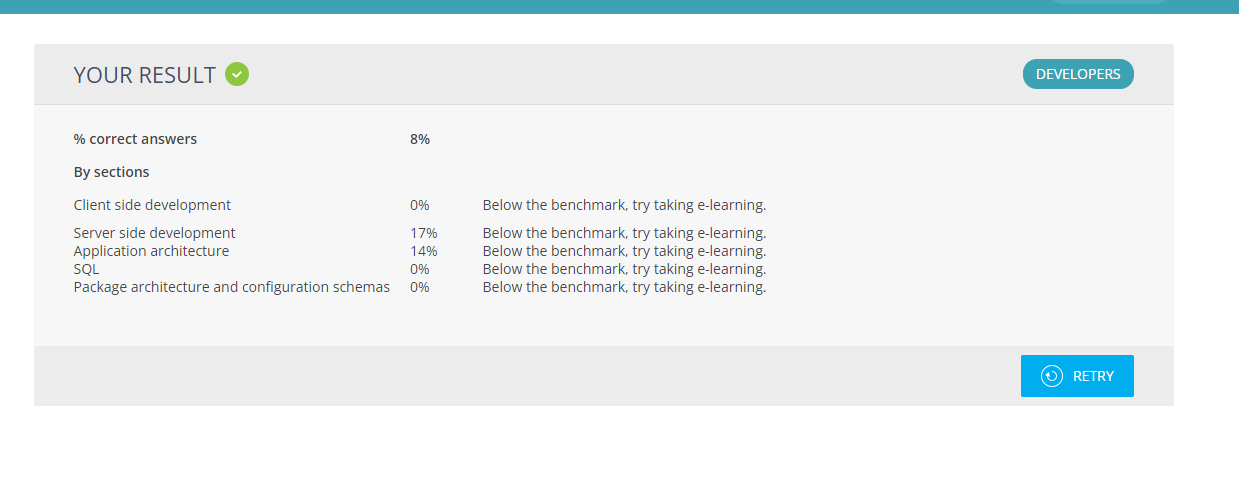 YOUR RESULT
DEVELOPERS
% correct answers 8%
By sections
Client side development 0% Below the benchmark, try taking e-learning.
Server side development 17% Below the benchmark, try taking e-learning.
Application architecture 14% Below the benchmark, try taking e-learning.
SQL 0% Below the benchmark, try taking e-learning.
Package architecture and configuration schemas 0% Below the benchmark, try taking e-learning.
RETRY